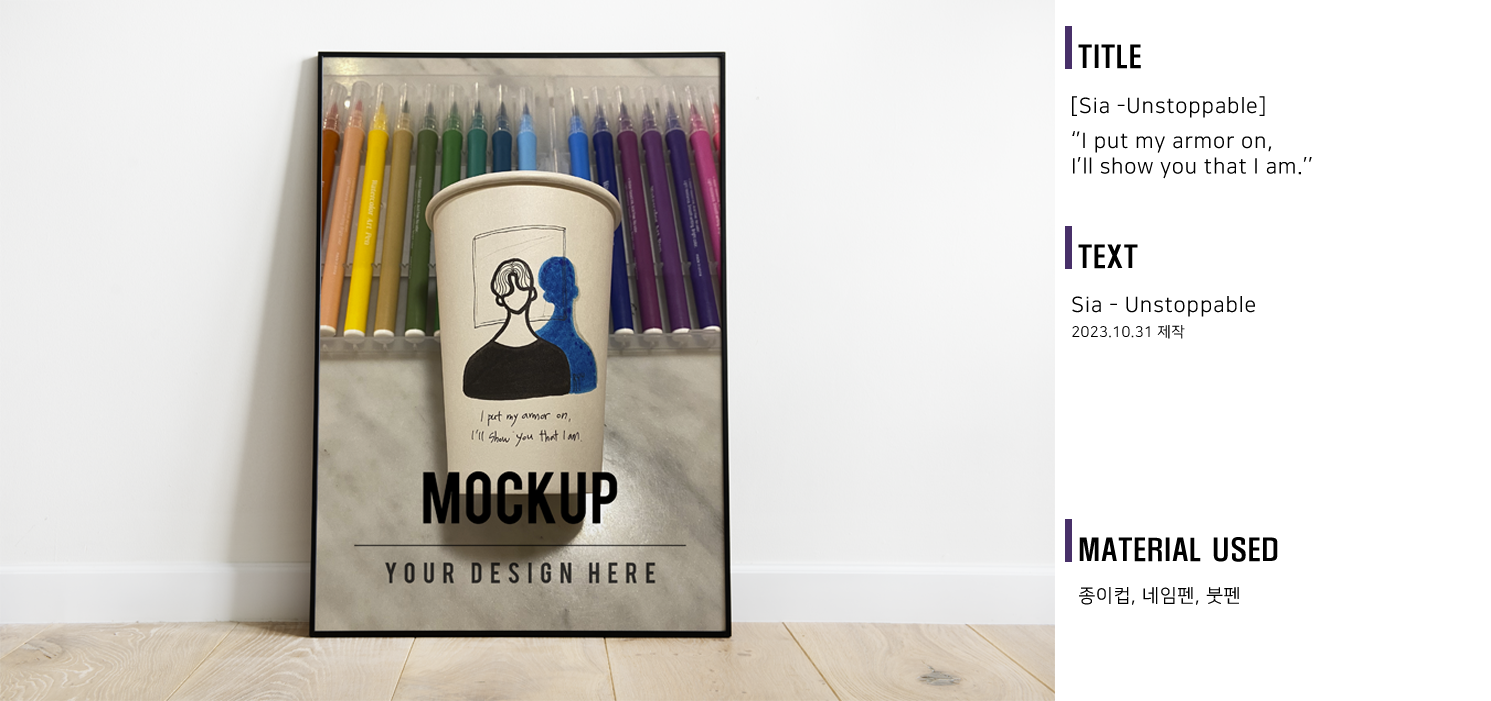 I put my armor on,
I'll show you that I am.
MOCKUP
YOUR DESIGN HERE
TITLE
[Sia -Unstoppable]
“I put my armor on,
I’ll show you that I am.”
TEXT
Sia - Unstoppable
2023.10.31 제작
MATERIAL USED
종이컵, 네임펜, 붓펜